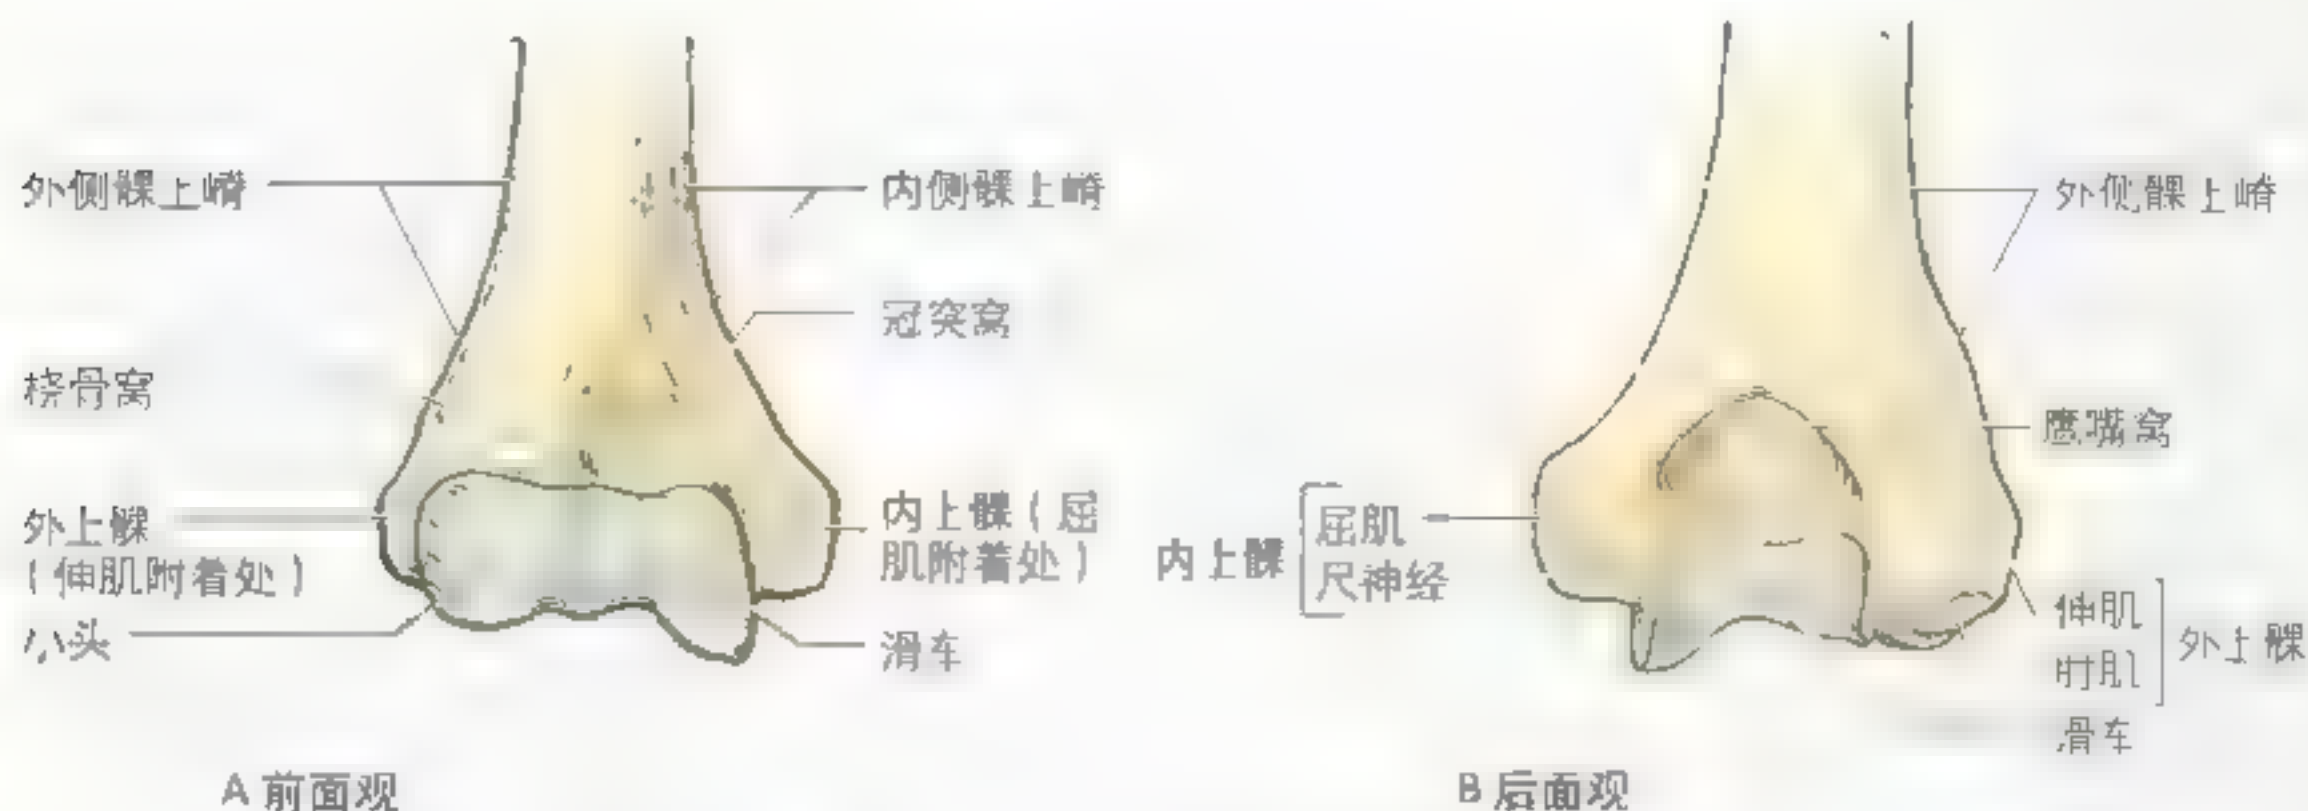 外侧髁上嵴
桡骨窝
外上髁
(伸肌附着处)
小头
内侧髁上嵴
冠突窝
内上髁(屈
肌附着处)
滑车
A 前面观
内上髁
屈肌
尺神经
外侧髁上嵴
鹰嘴窝
伸肌
肘肌
外上髁
滑车
B 后面观